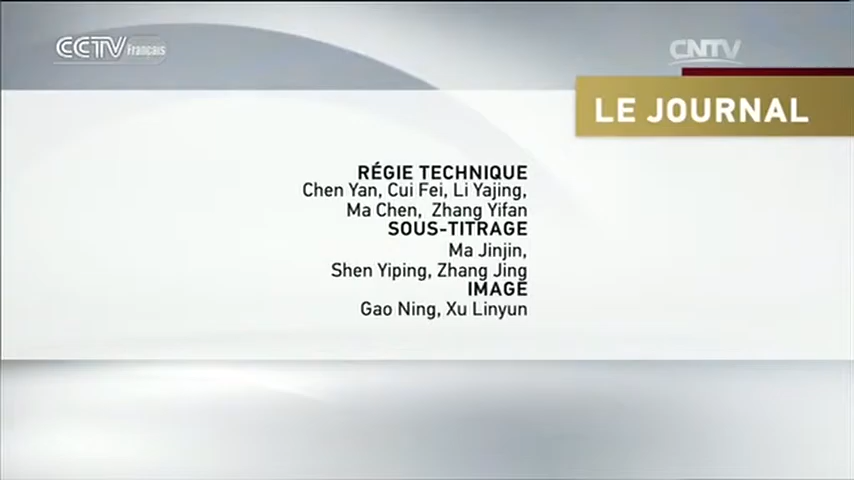 CCTV Français
CNTV
LE JOURNAL
RÉGIE TECHNIQUE
Chen Yan, Cui Fei, Li Yajing,
Ma Chen, Zhang Yifan
SOUS-TITRAGE
Ma Jinjin,
Shen Yiping, Zhang Jing
IMAGE
Gao Ning, Xu Linyun